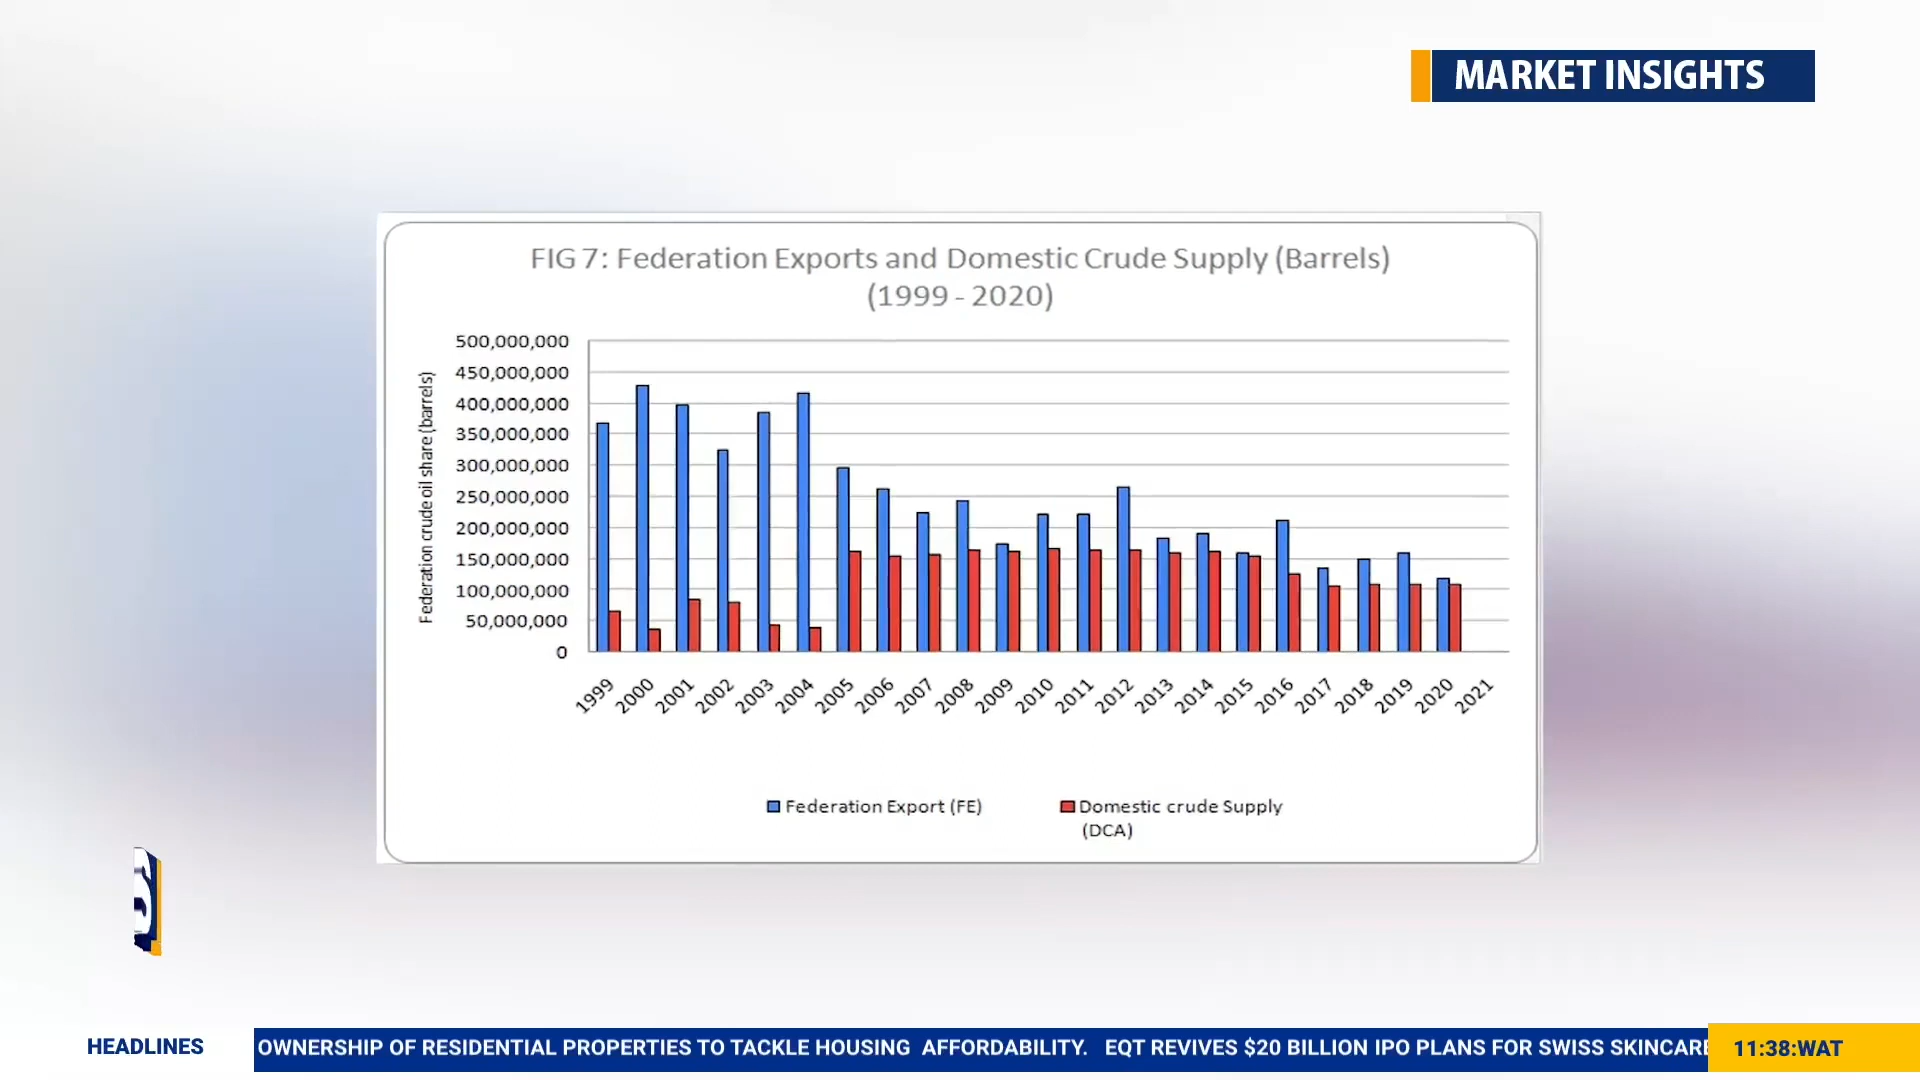 MARKET INSIGHTS
FIG 7: Federation Exports and Domestic Crude Supply (Barrels)
(1999 - 2020)
Federation crude oil share (barrels)
500,000,000
450,000,000
400,000,000
350,000,000
300,000,000
250,000,000
200,000,000
150,000,000
100,000,000
50,000,000
0
1999 2000 2001 2002 2003 2004 2005 2006 2007 2008 2009 2010 2011 2012 2013 2014 2015 2016 2017 2018 2019 2020 2021
Federation Export (FE) Domestic crude Supply
(DCA)
HEADLINES OWNERSHIP OF RESIDENTIAL PROPERTIES TO TACKLE HOUSING AFFORDABILITY. EQT REVIVES $20 BILLION IPO PLANS FOR SWISS SKINCARE 11:38:WAT